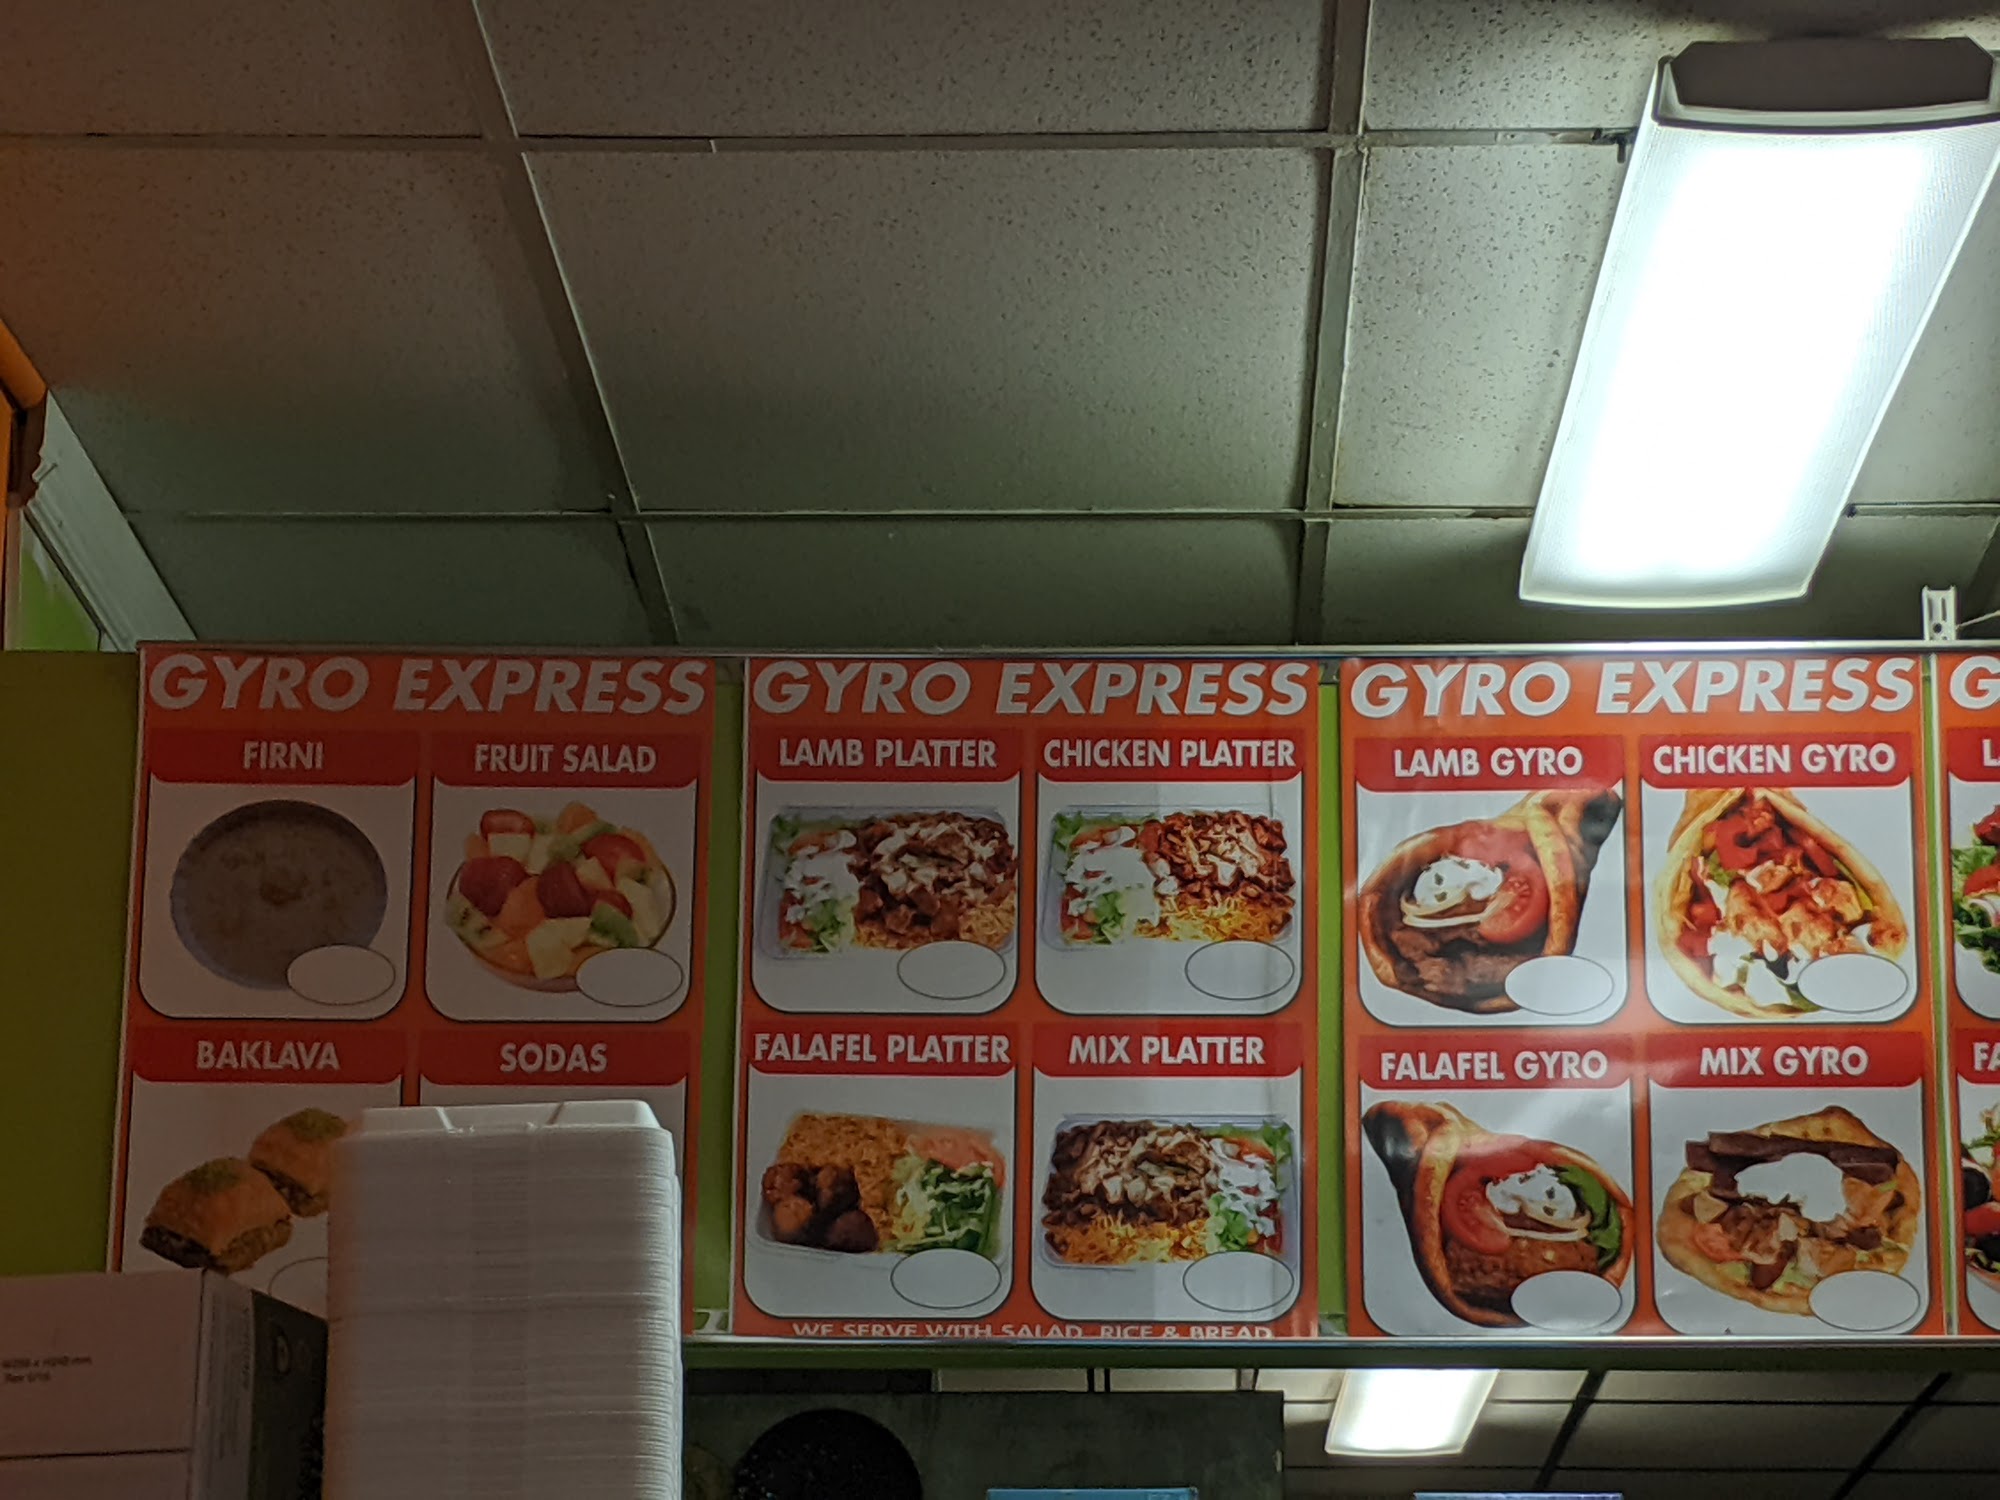 GYRO EXPRESS
FIRNI
FRUIT SALAD
BAKLAVA
SODAS
GYRO EXPRESS
LAMB PLATTER
CHICKEN PLATTER
FALAFEL PLATTER
MIX PLATTER
WE SERVE WITH SALAD, RICE & BREAD
GYRO EXPRESS
LAMB GYRO
CHICKEN GYRO
FALAFEL GYRO
MIX GYRO
G
L
FA